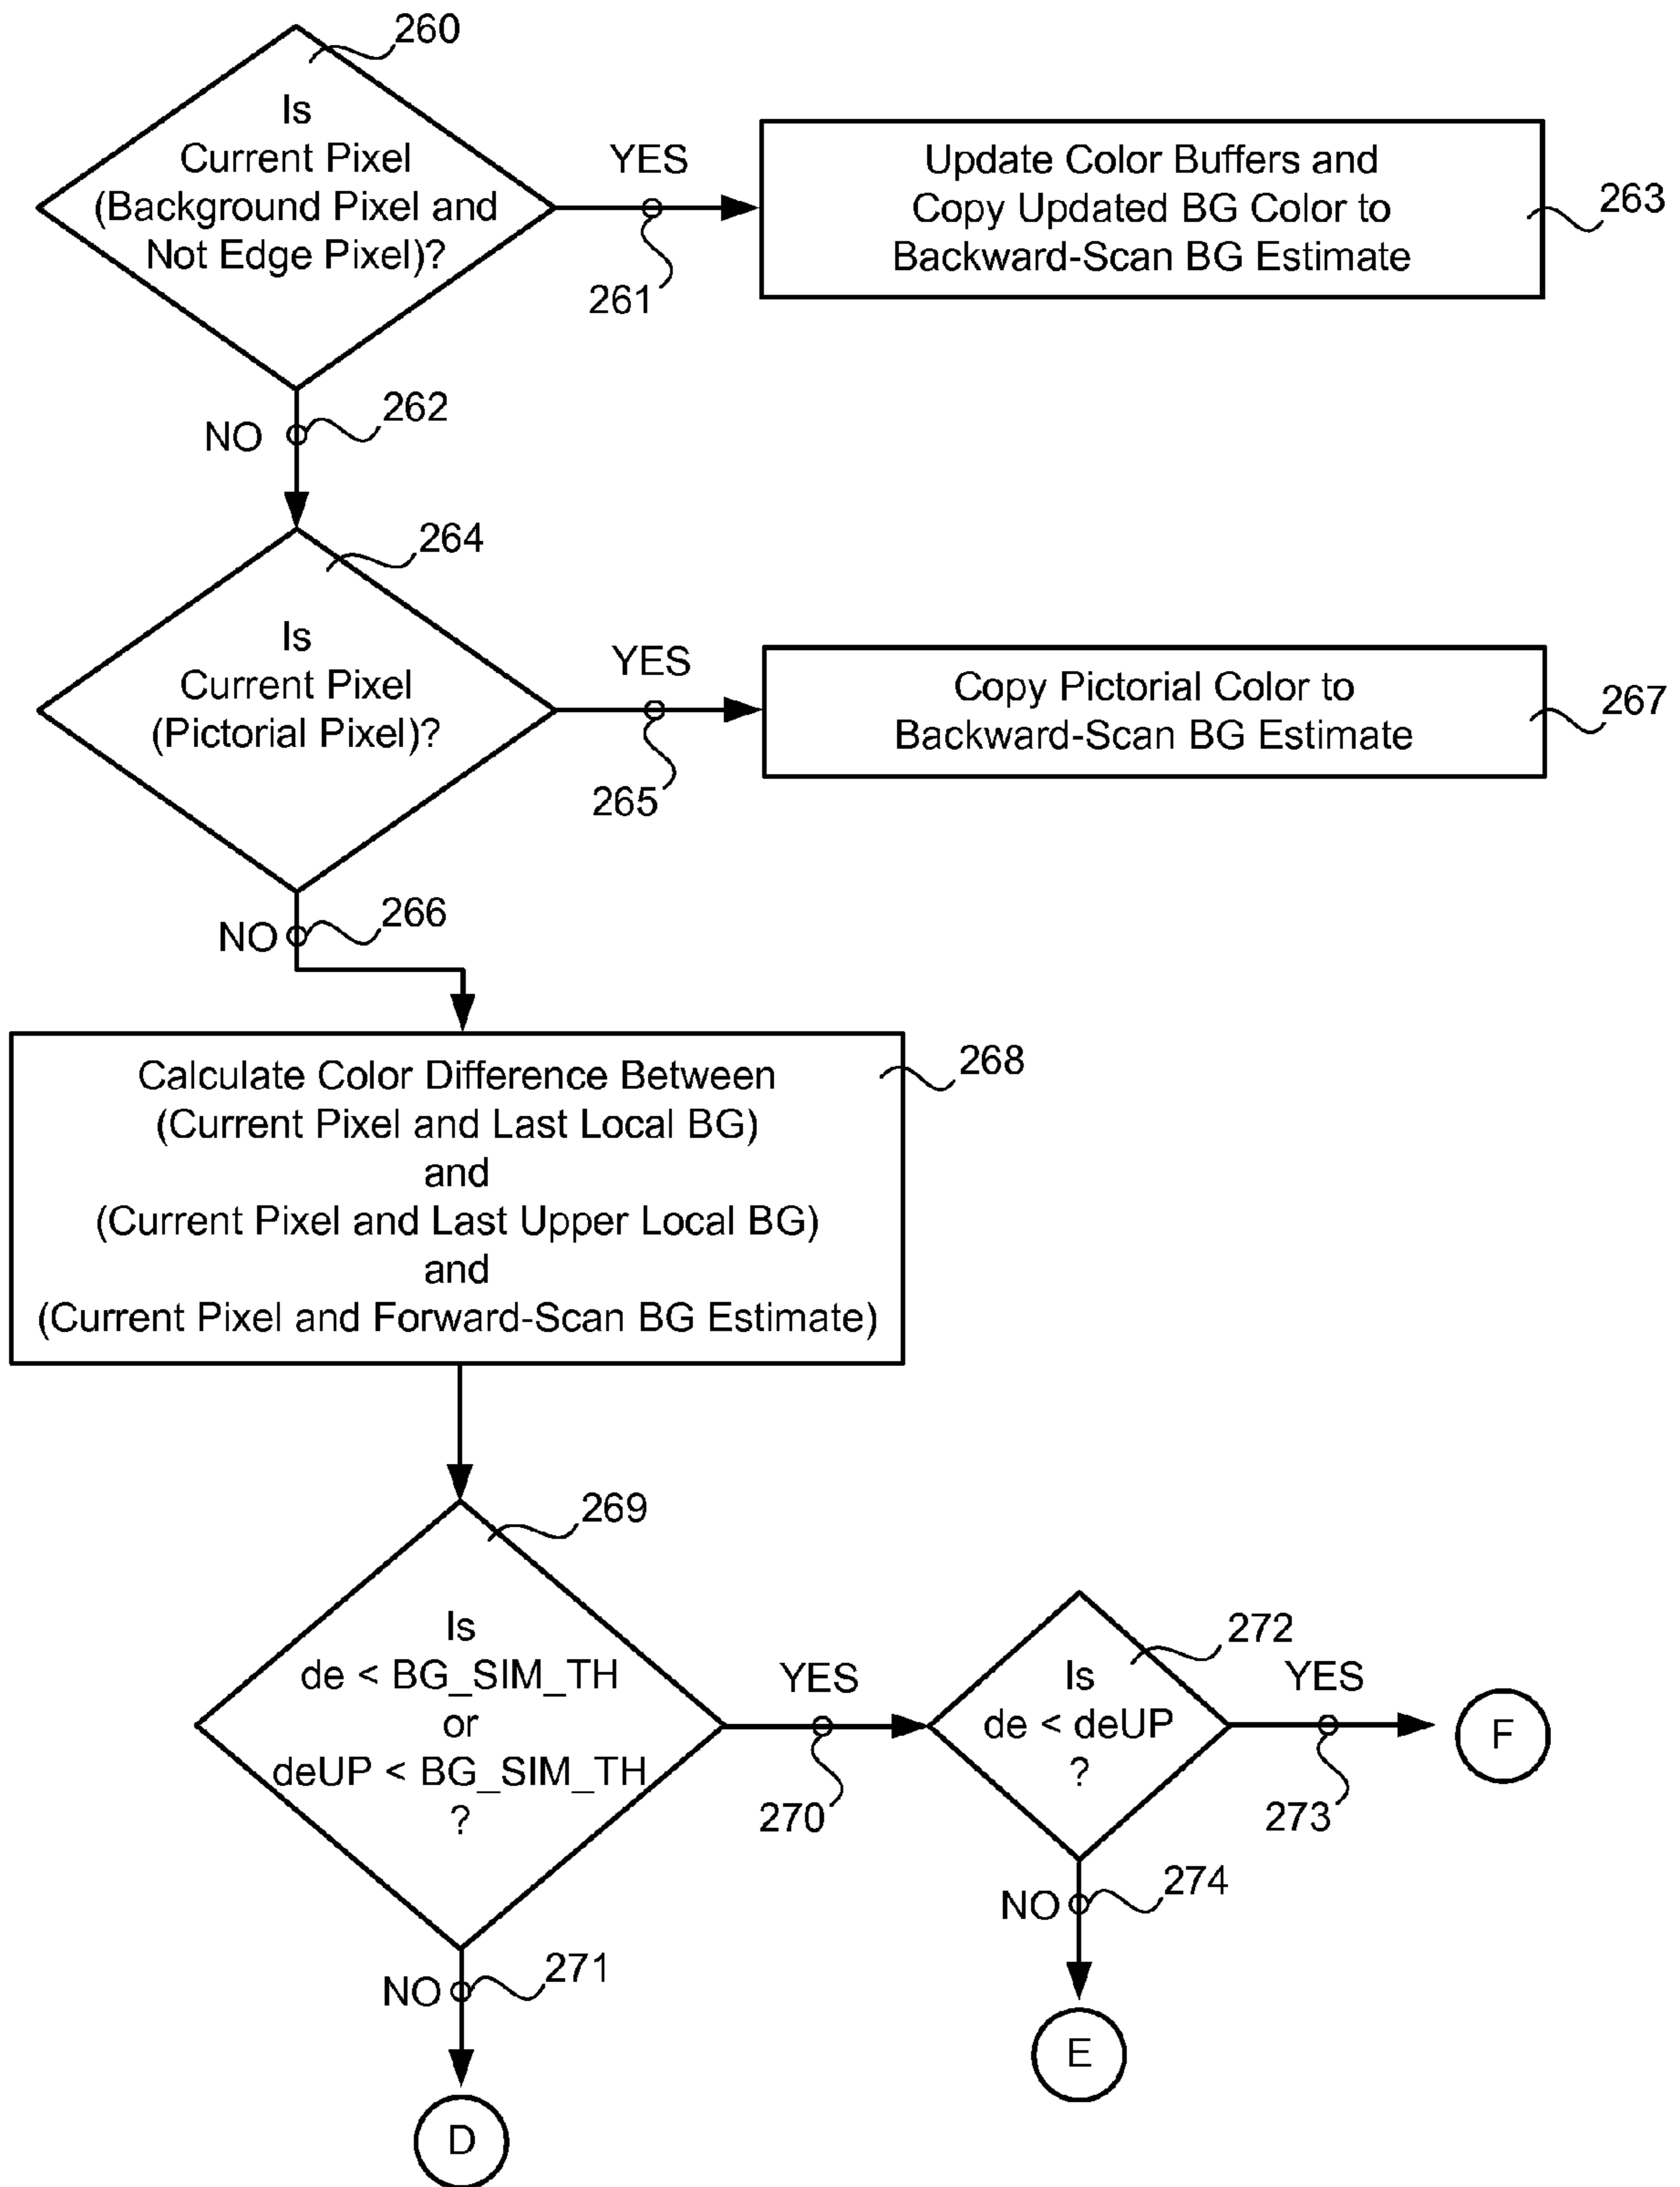 260
Is
Current Pixel
(Background Pixel and
Not Edge Pixel)?
YES
261
Update Color Buffers and
Copy Updated BG Color to
Backward-Scan BG Estimate
263
NO
262
264
Is
Current Pixel
(Pictorial Pixel)?
YES
265
Copy Pictorial Color to
Backward-Scan BG Estimate
267
NO
266
Calculate Color Difference Between
(Current Pixel and Last Local BG)
and
(Current Pixel and Last Upper Local BG)
and
(Current Pixel and Forward-Scan BG Estimate)
268
269
Is
de < BG_SIM_TH
or
deUP < BG_SIM_TH
?
YES
270
272
Is
de < deUP
?
YES
273
F
NO
274
E
NO
271
D